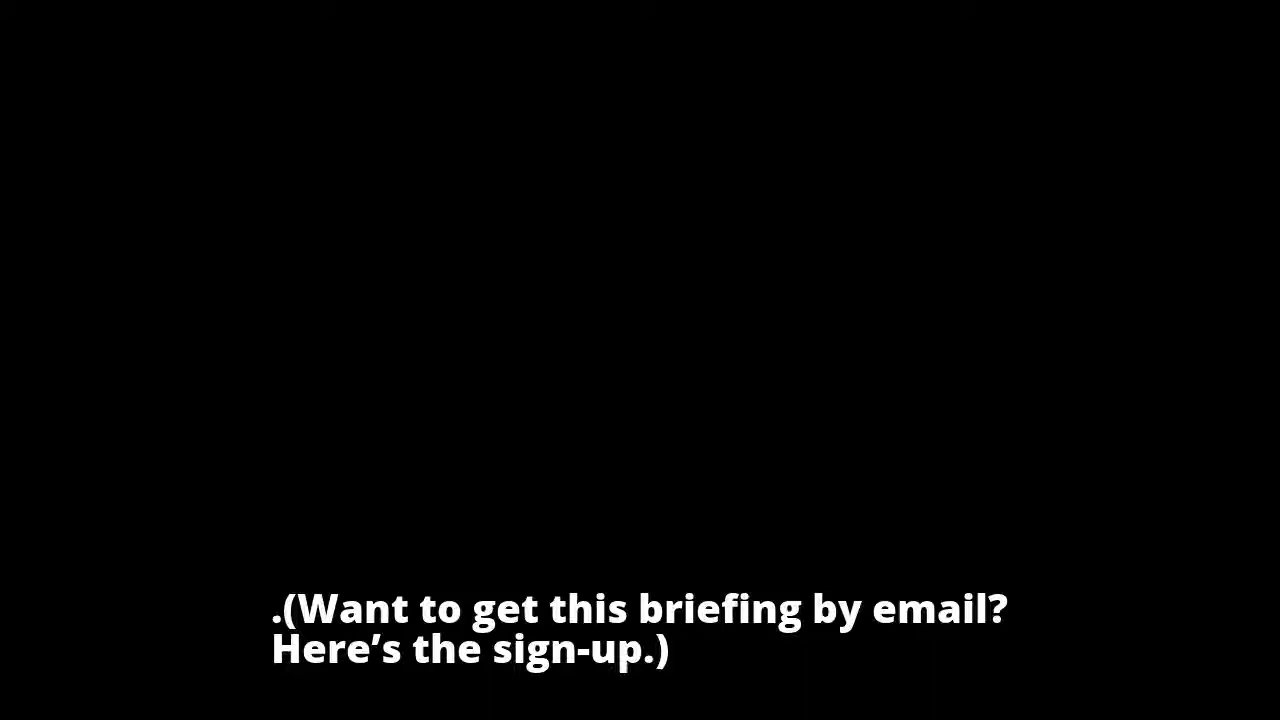 .(Want to get this briefing by email?
Here’s the sign-up.)